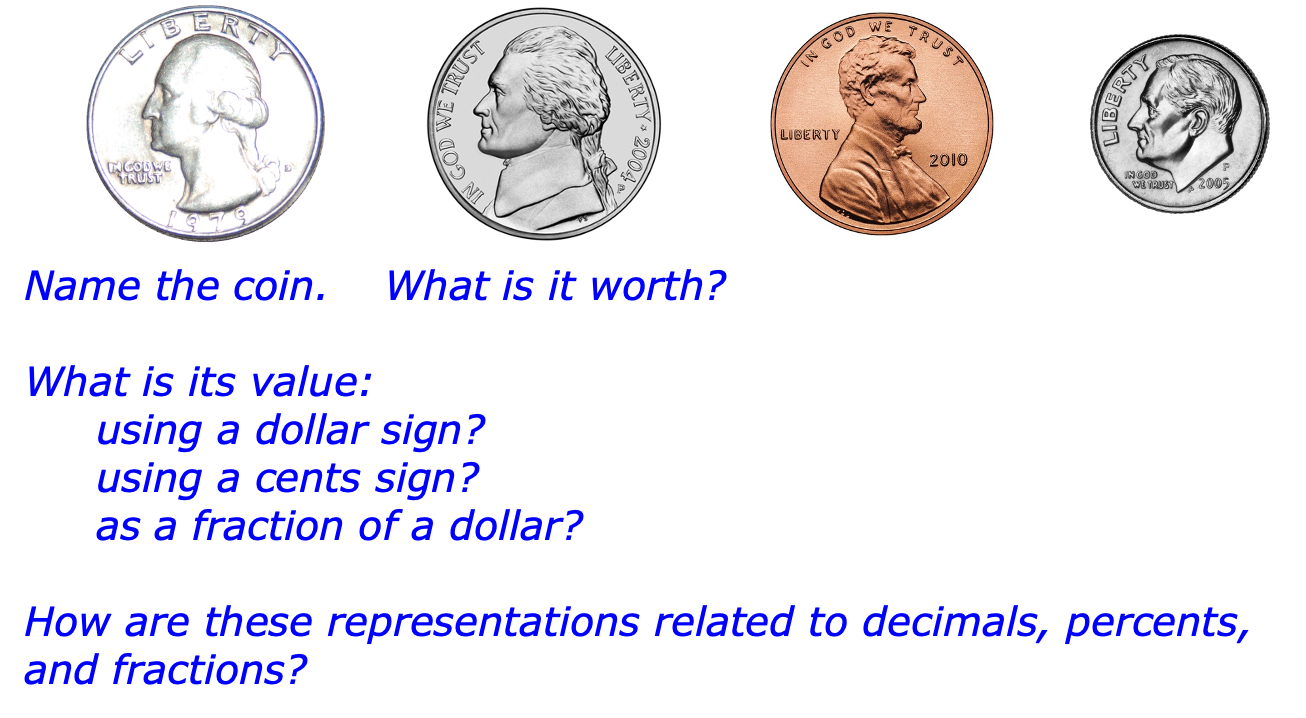 LIBERTY
IN GOD WE
TRUST
D
1979
IN GOD WE TRUST
LIBERTY ★ 2004
P
IN GOD WE TRUST
LIBERTY
2010
LIBERTY
IN GOD
WE TRUST
P
2005
Name the coin. What is it worth?
What is its value:
using a dollar sign?
using a cents sign?
as a fraction of a dollar?
How are these representations related to decimals, percents,
and fractions?